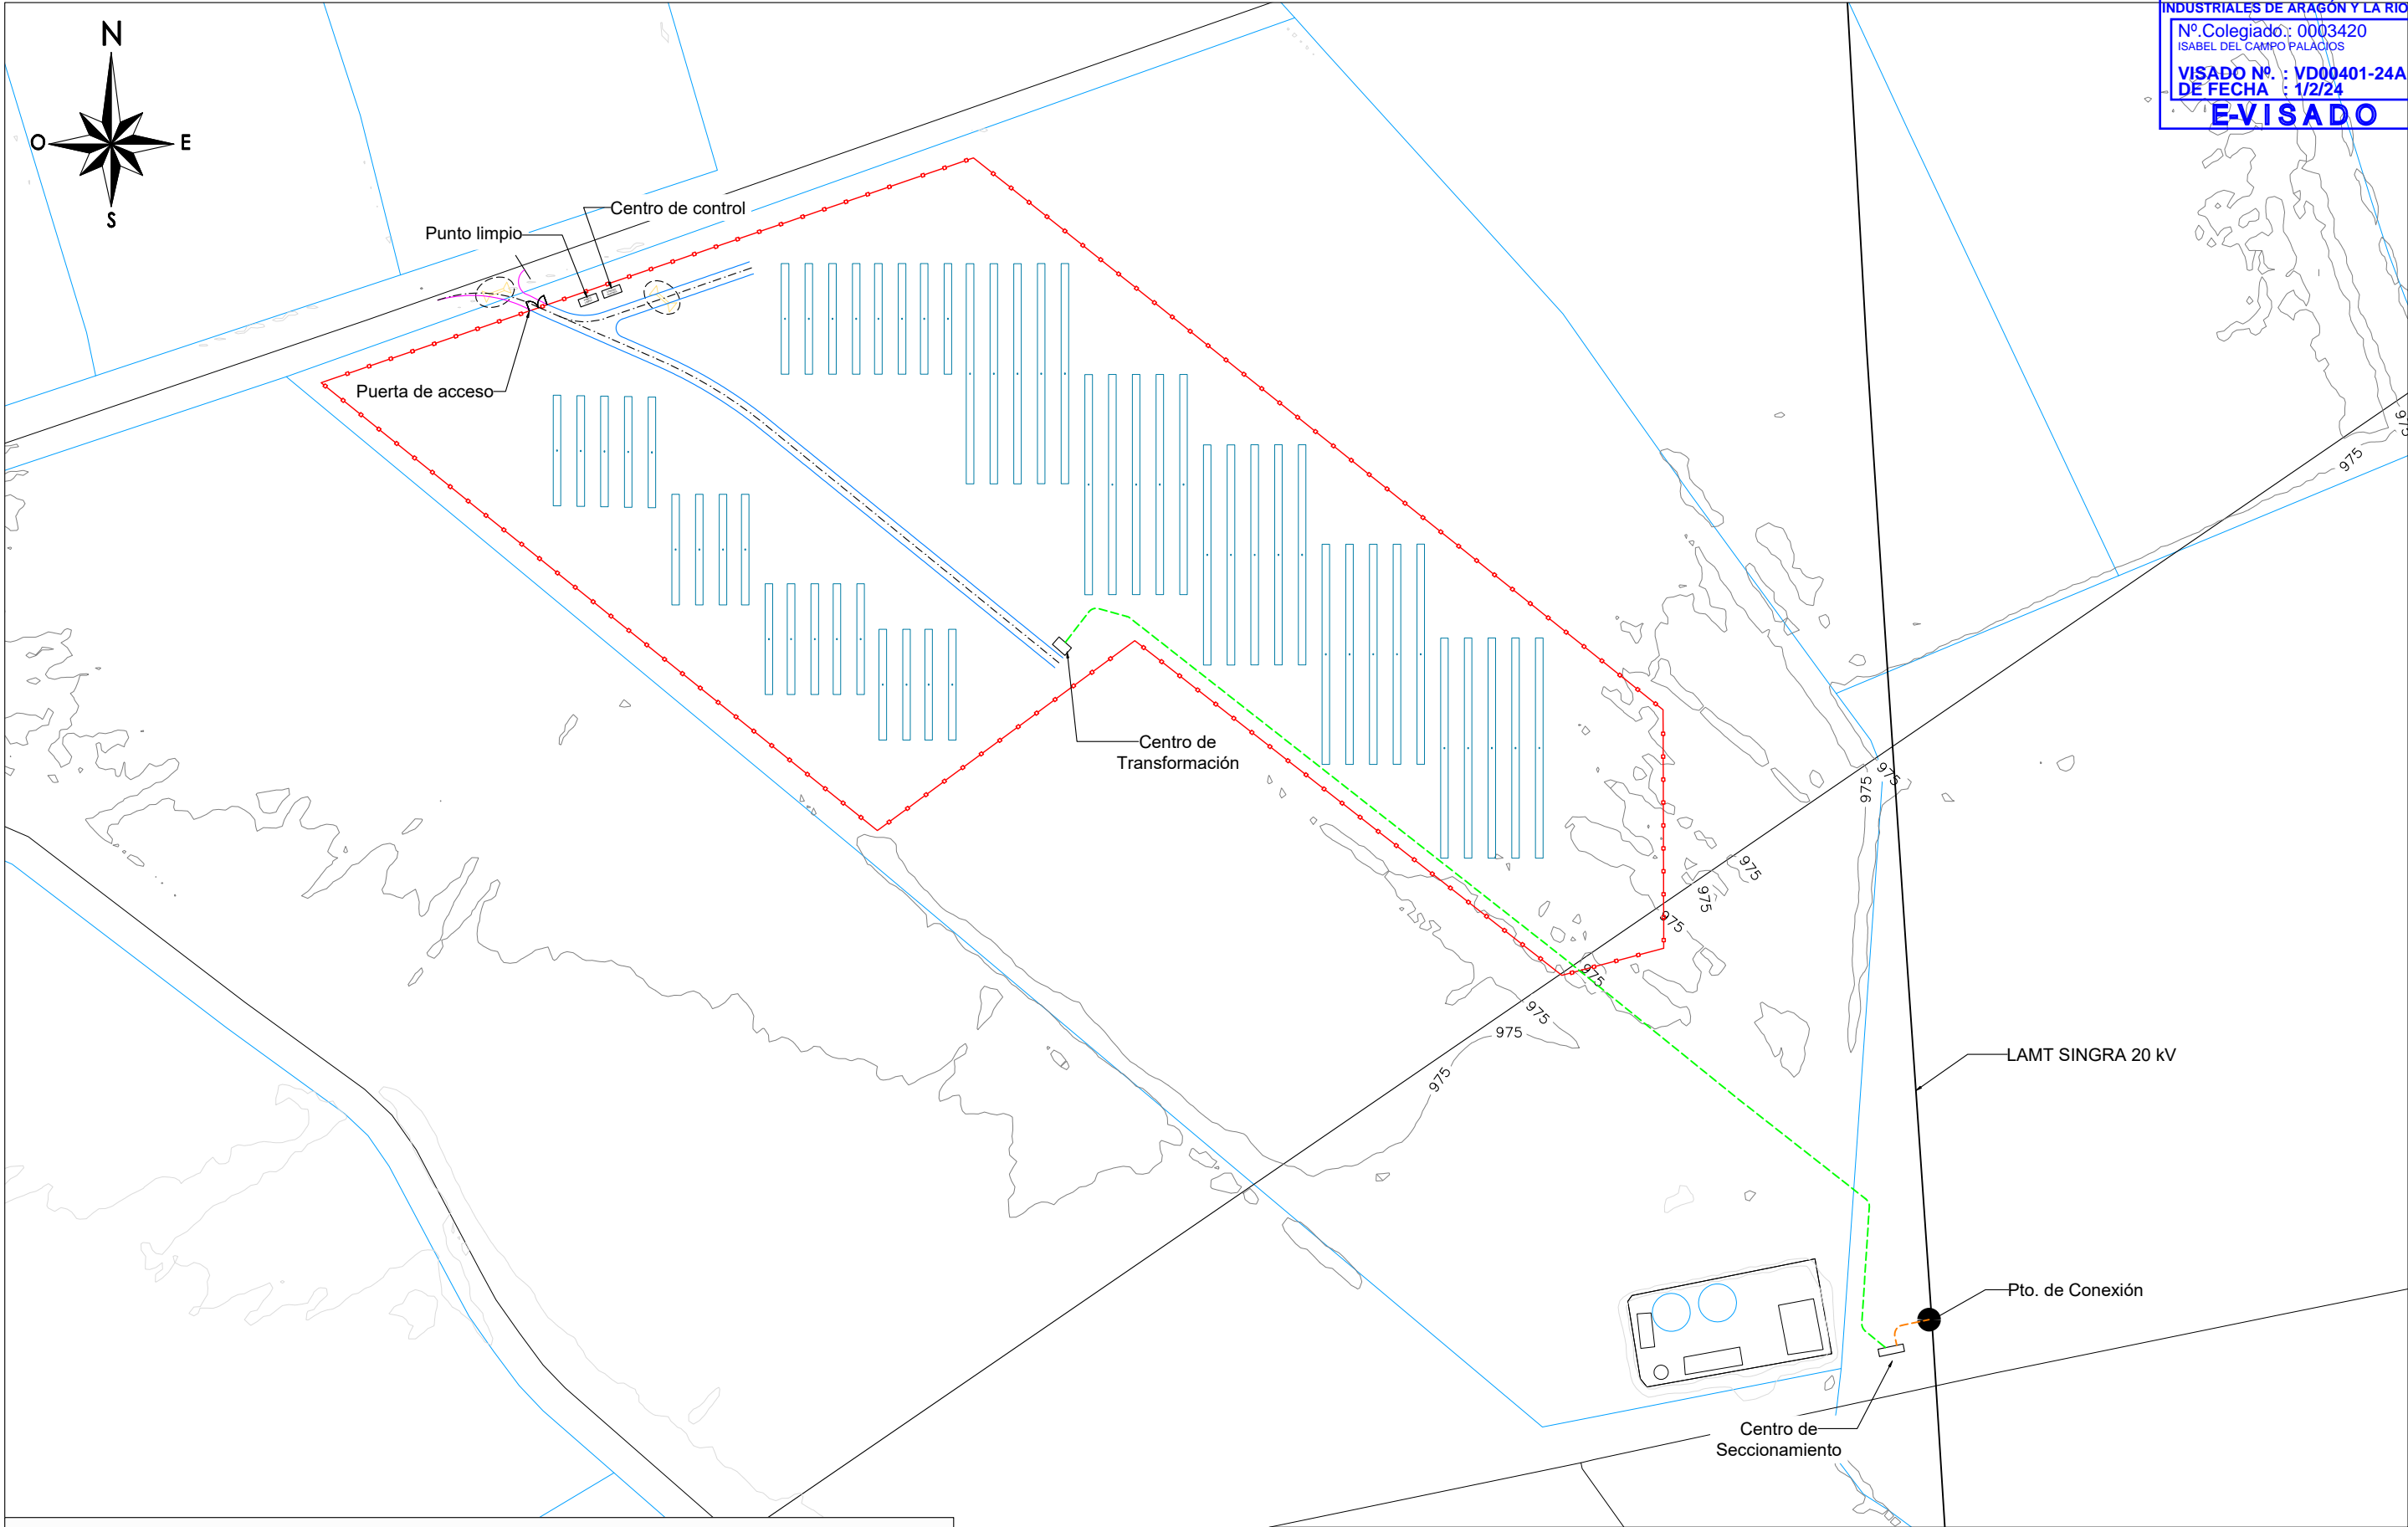 INDUSTRIALES DE ARAGÓN Y LA RIO
Nº.Colegiado.: 0003420
ISABEL DEL CAMPO PALACIOS
VISADO Nº. : VD00401-24A
DE FECHA : 1/2/24
E-VISADO
N
O
E
S
Centro de control
Punto limpio
Puerta de acceso
975
975
Centro de
Transformación
975
975
975
975
975
975
975
975
975
LAMT SINGRA 20 kV
Pto. de Conexión
Centro de
Seccionamiento